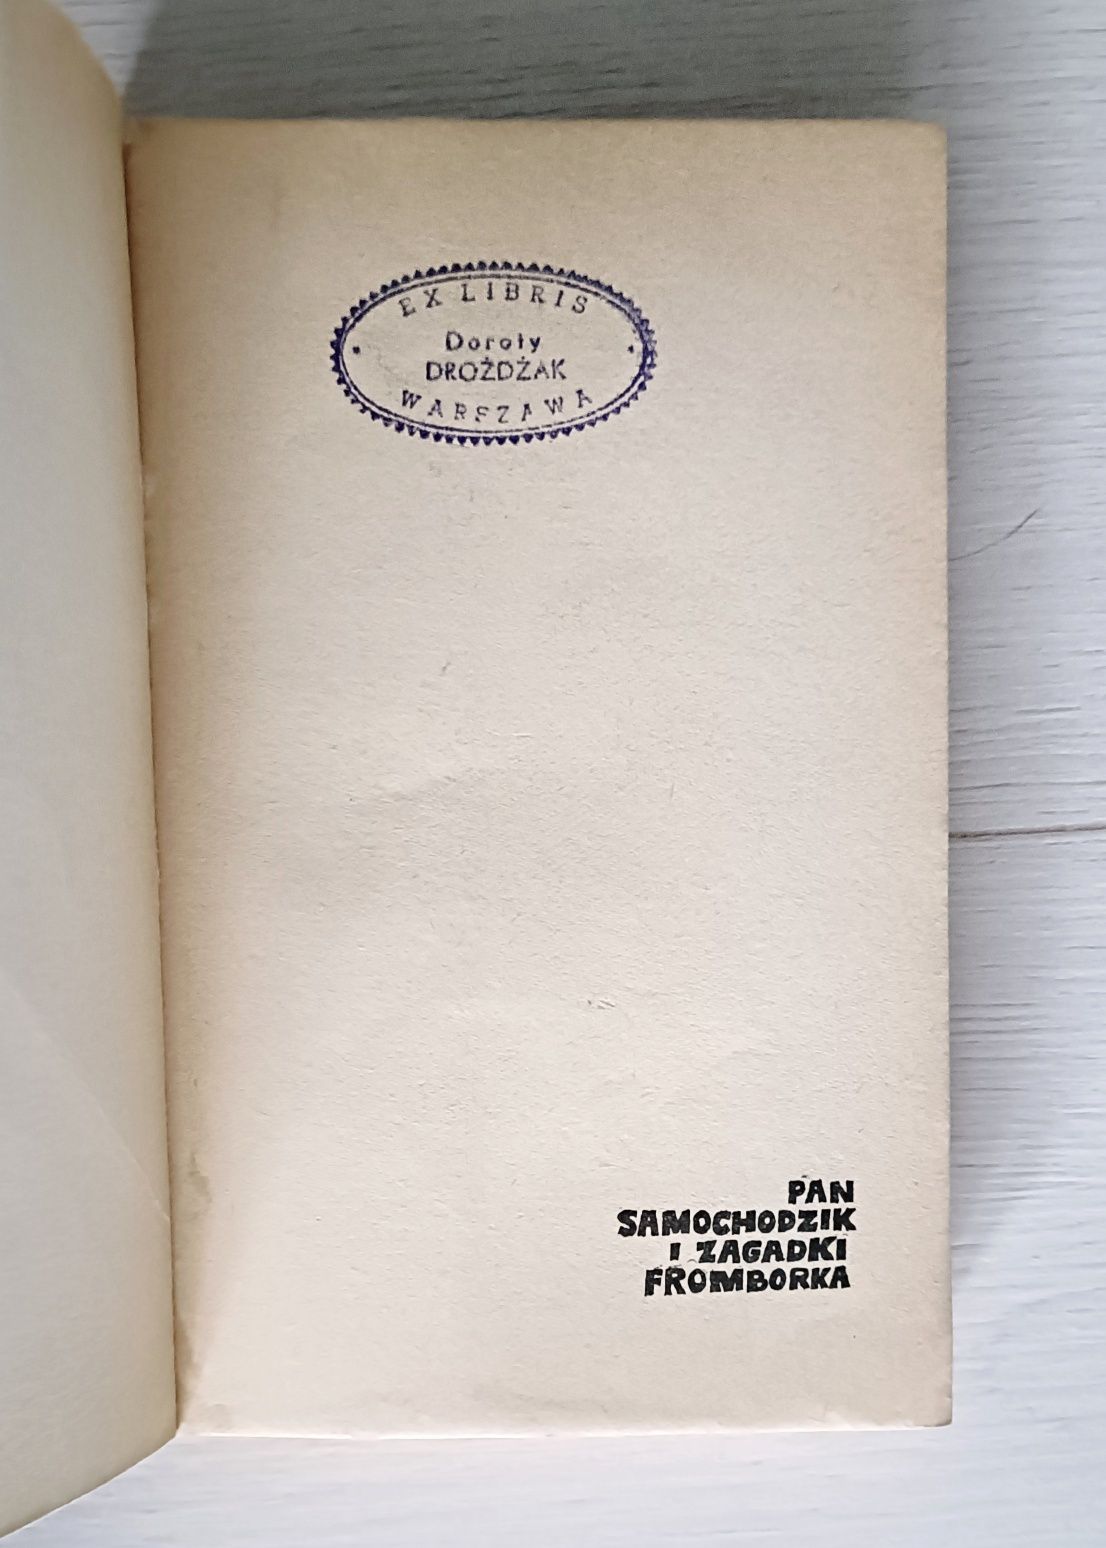 EX LIBRIS
Doroty
DROŻDŻAK
WARSZAWA
PAN
SAMOCHODZIK
I ZAGADKI
FROMBORKA